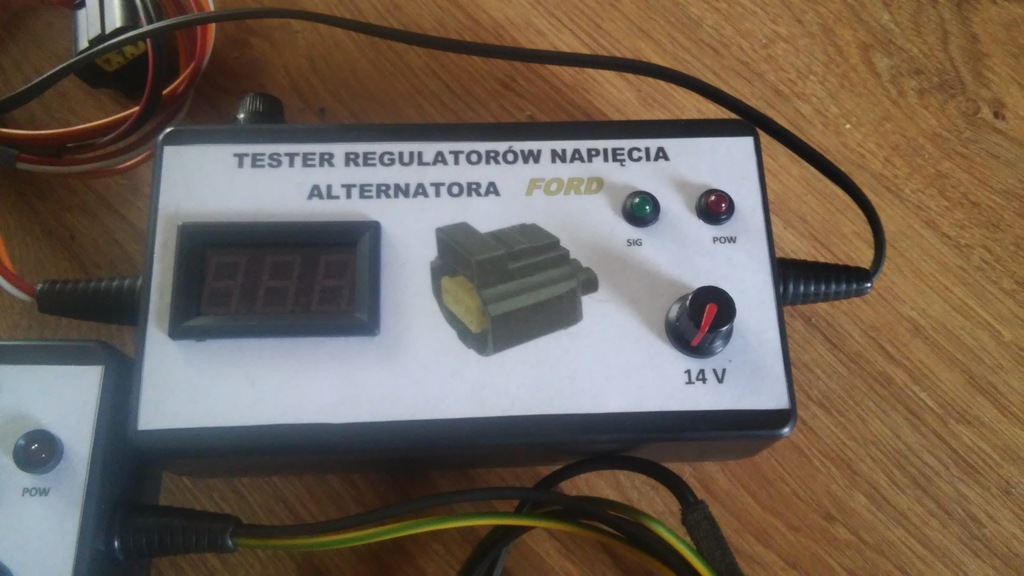 TESTER REGULATORÓW NAPIĘCIA
ALTERNATORA FORD
SIG
POW
14 V
POW